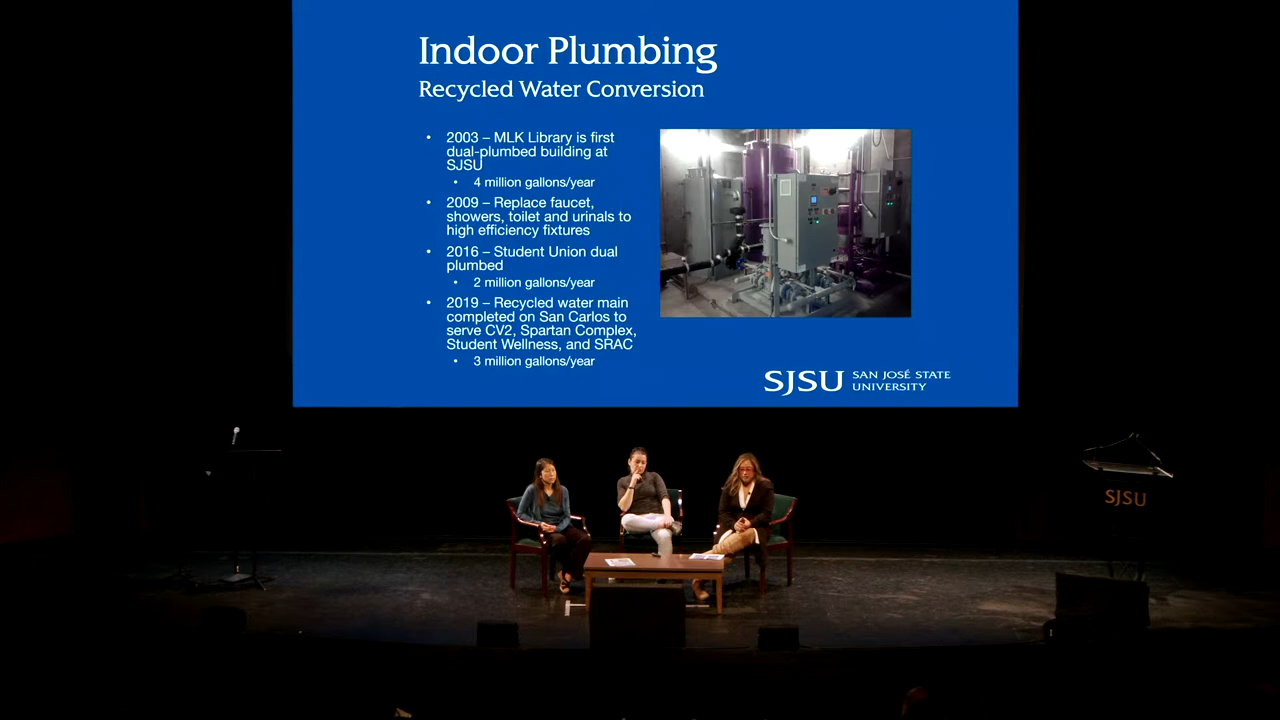 Indoor Plumbing
Recycled Water Conversion
• 2003 – MLK Library is first
dual-plumbed building at
SJSU
• 4 million gallons/year
• 2009 – Replace faucet,
showers, toilet and urinals to
high efficiency fixtures
• 2016 – Student Union dual
plumbed
• 2 million gallons/year
• 2019 – Recycled water main
completed on San Carlos to
serve CV2, Spartan Complex,
Student Wellness, and SRAC
• 3 million gallons/year
SJSU SAN JOSÉ STATE
UNIVERSITY
SJSU